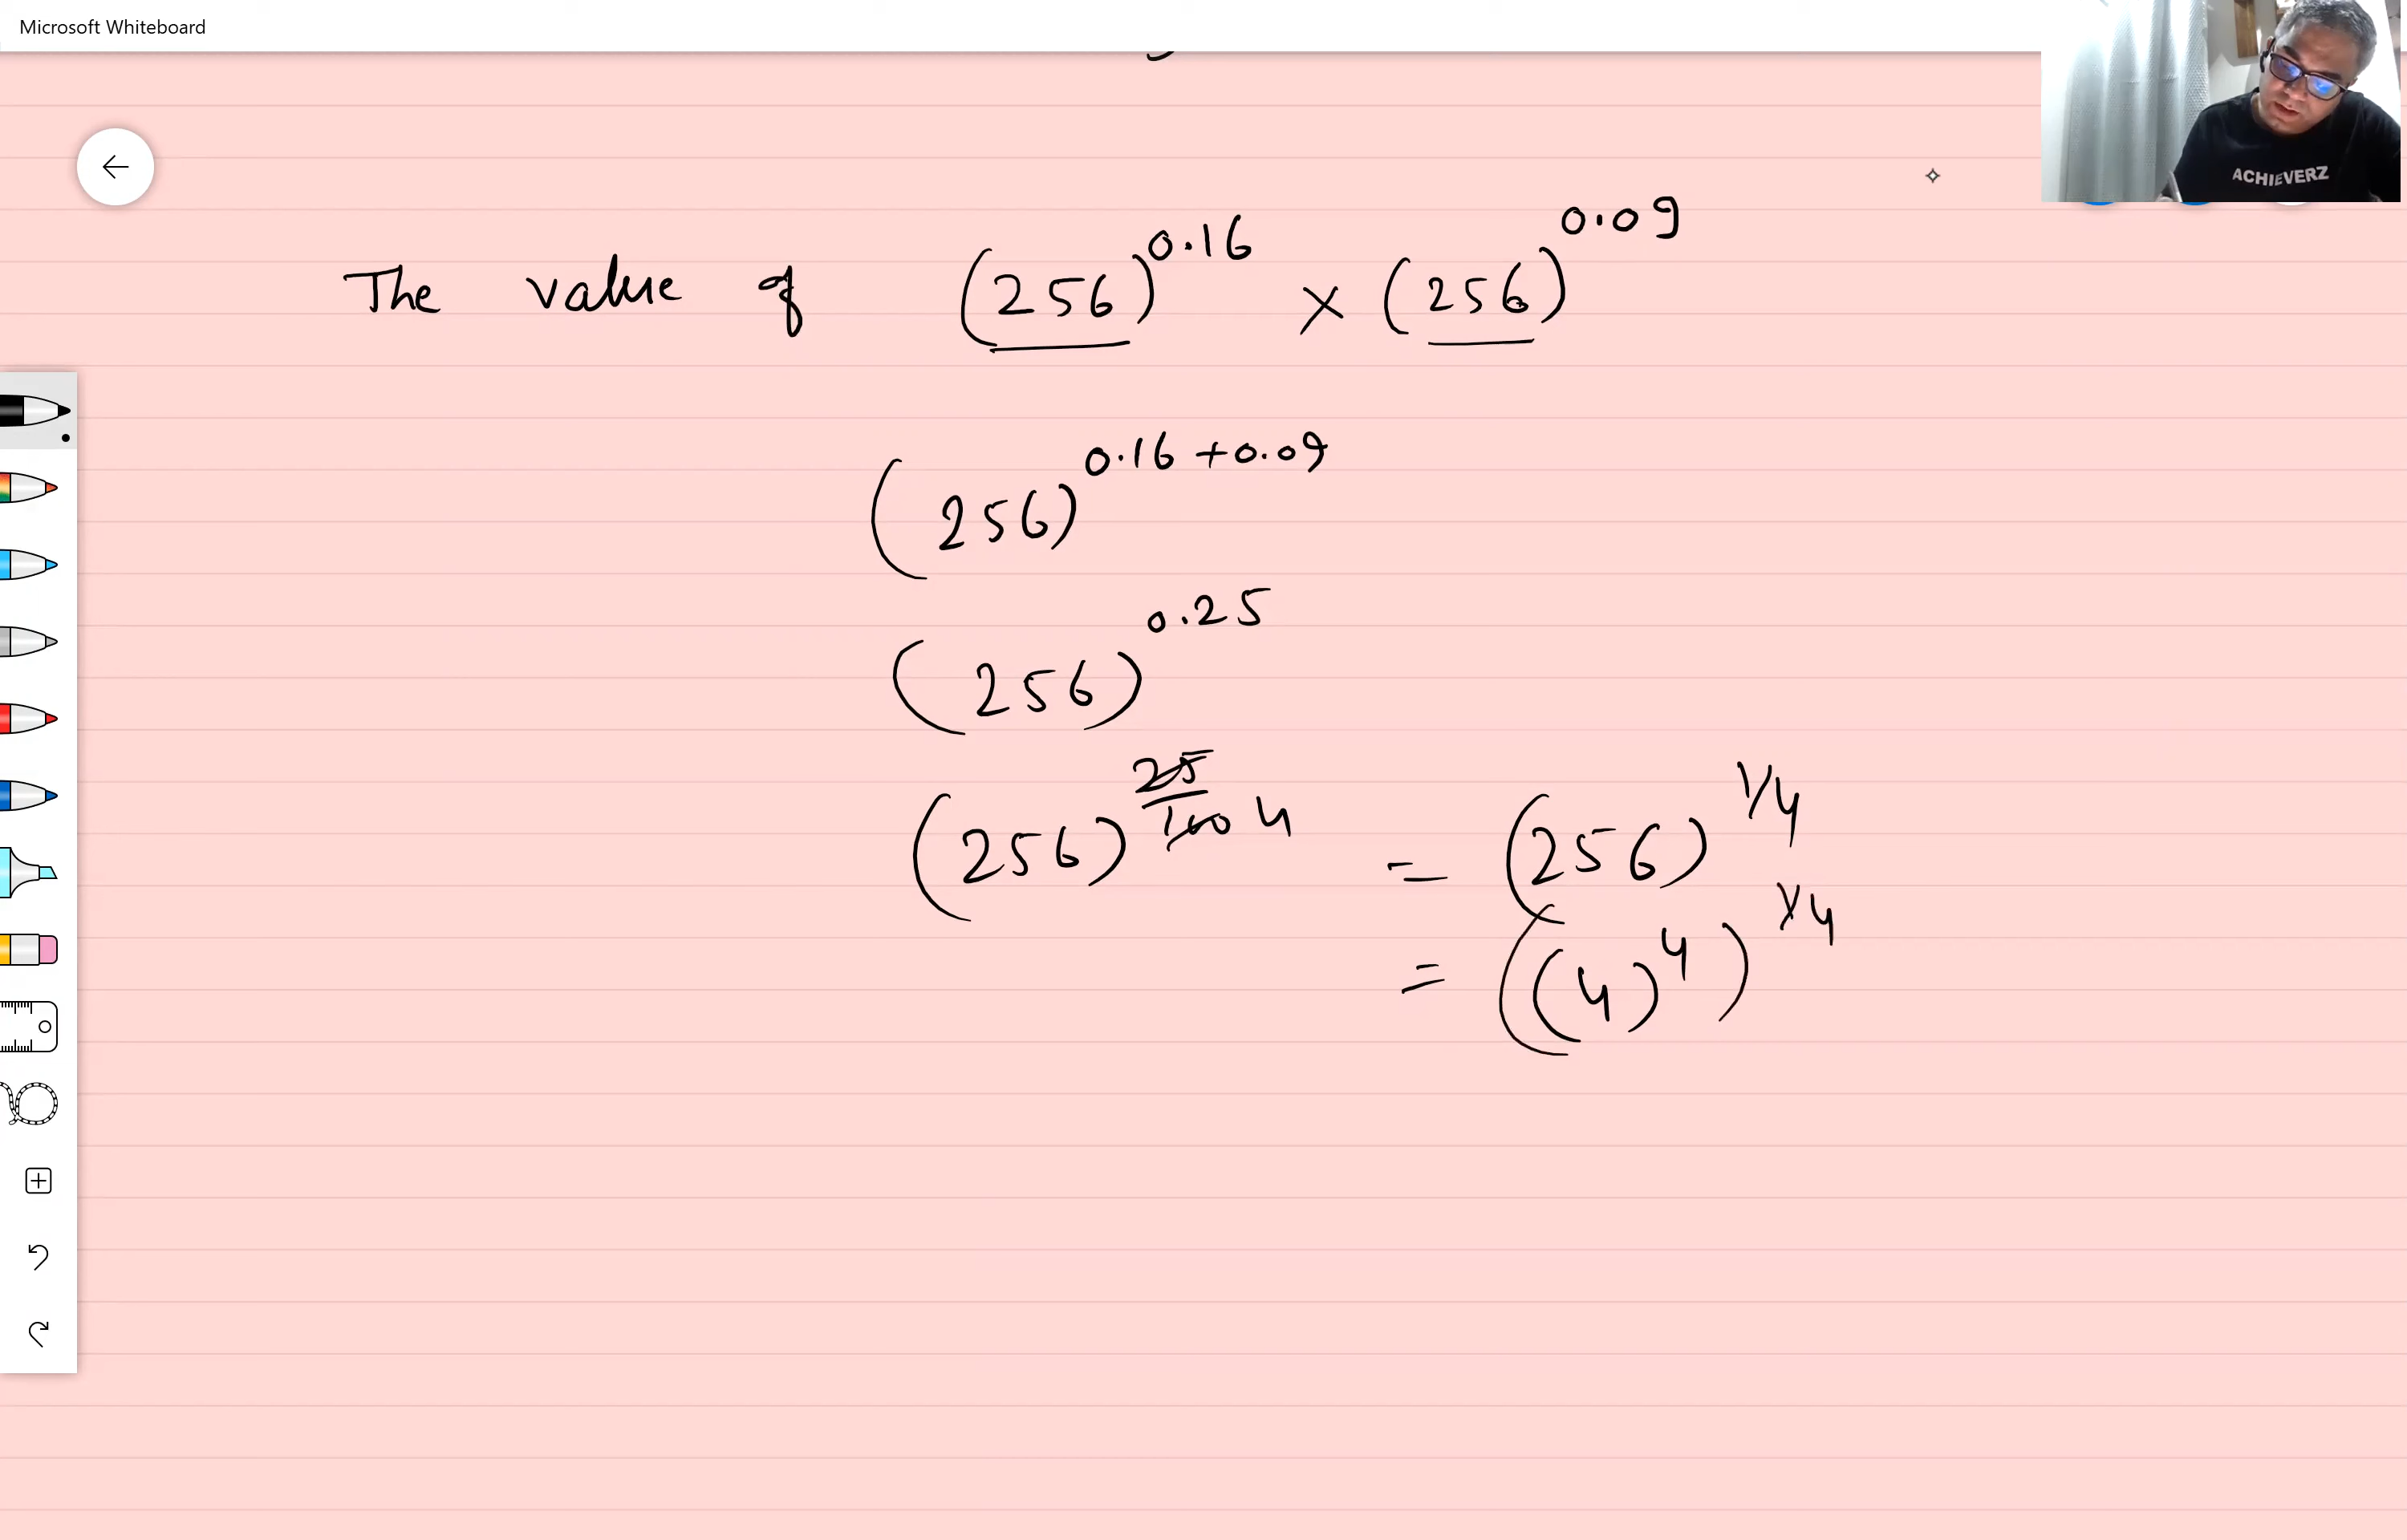 Microsoft Whiteboard
ACHIEVERZ
The value of (256)^0.16 × (256)^0.09
(256)^0.16+0.09
(256)^0.25
(256)^25/100 4 = (256)^1/4
= ((4)^4)^1/4